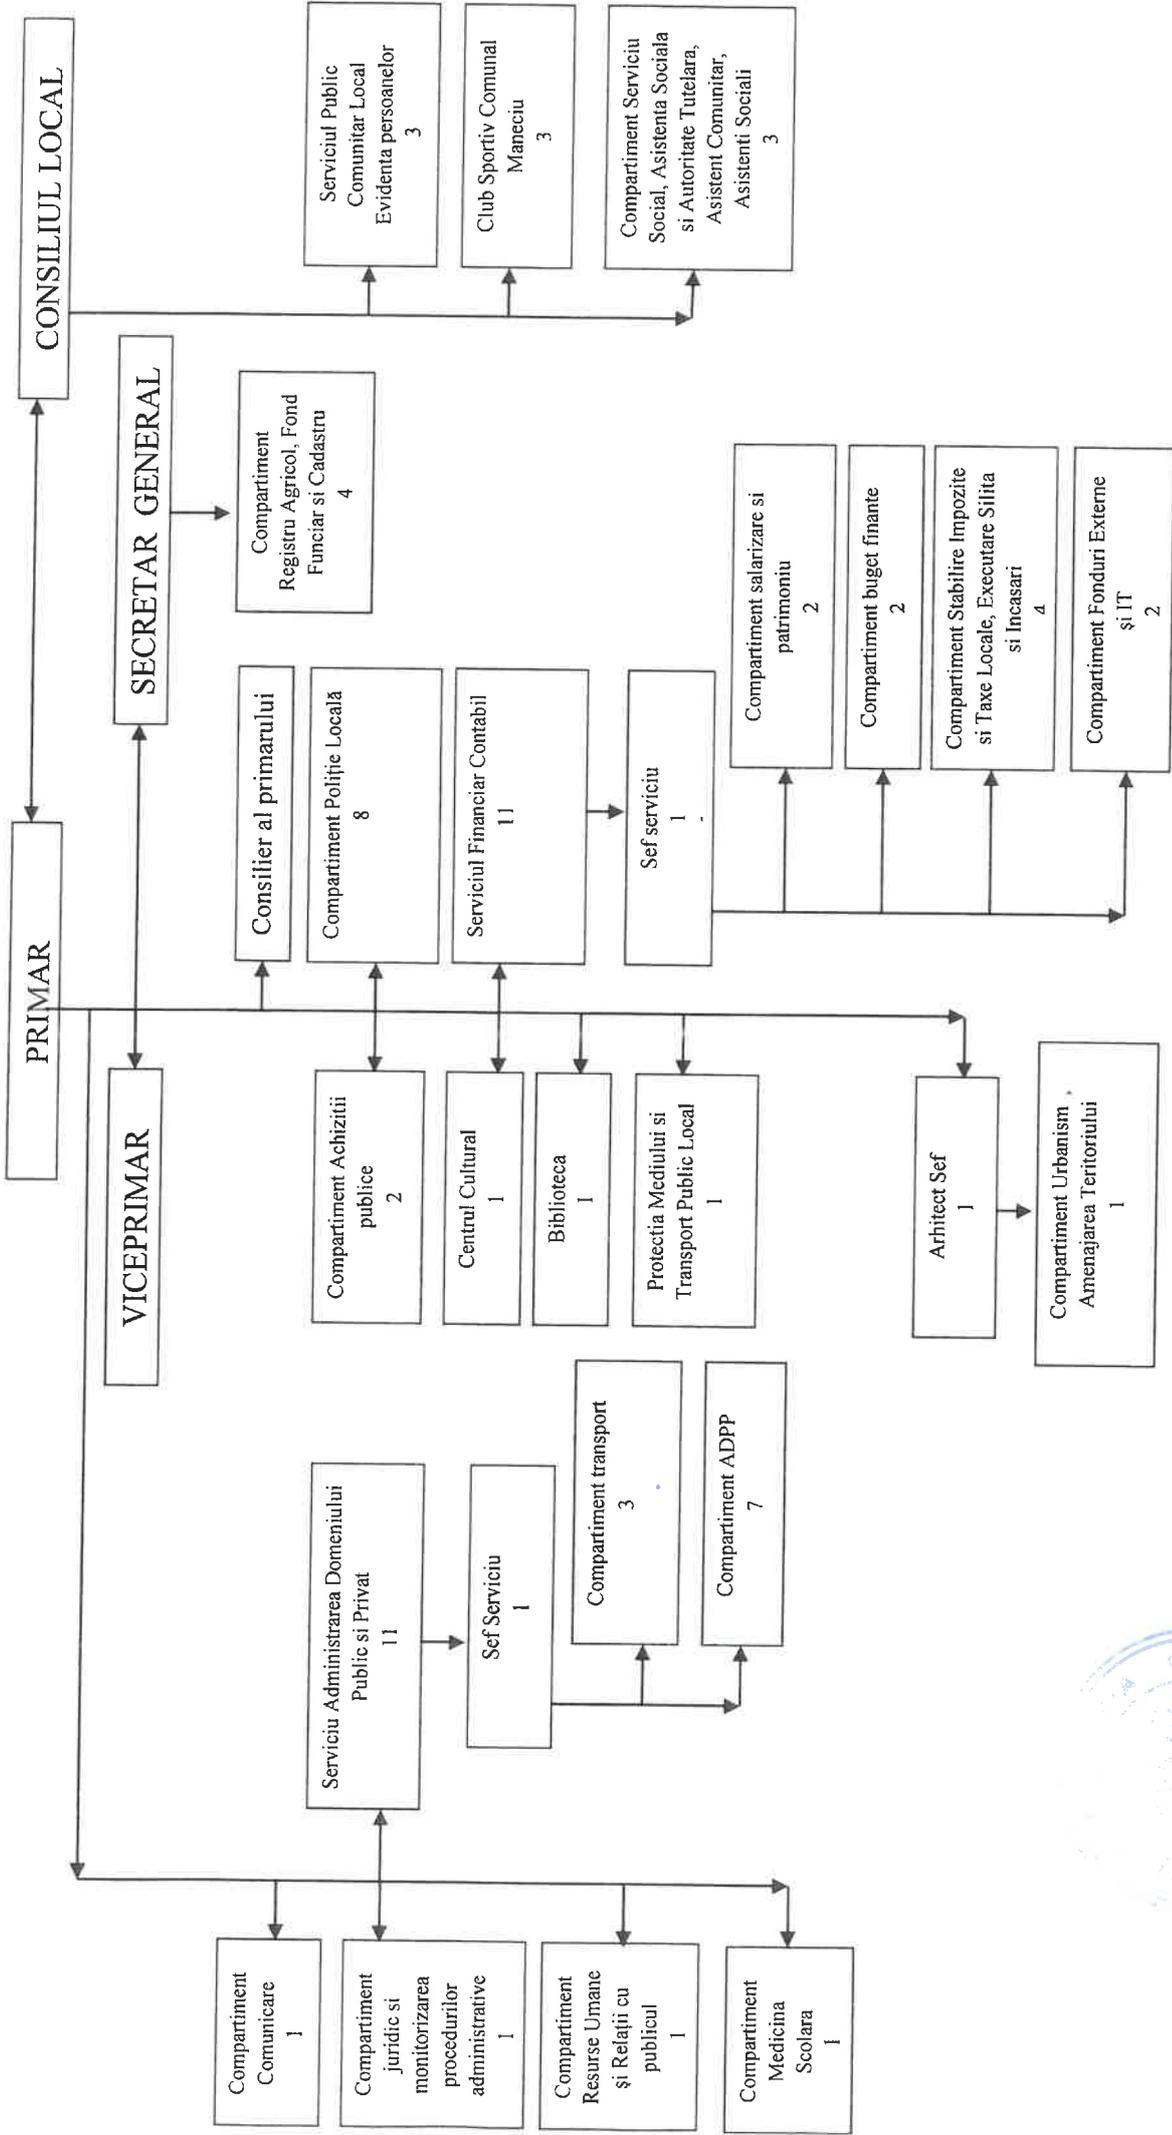 PRIMAR
CONSILIUL LOCAL
VICEPRIMAR
SECRETAR GENERAL
Compartiment
Comunicare
1
Compartiment
juridic si
monitorizarea
procedurilor
administrative
1
Compartiment
Resurse Umane
și Relații cu
publicul
1
Compartiment
Medicina
Scolara
1
Serviciu Administrarea Domeniului
Public si Privat
11
Sef Serviciu
1
Compartiment transport
3
Compartiment ADPP
7
Compartiment Achizitii
publice
2
Centrul Cultural
1
Biblioteca
1
Protectia Mediului si
Transport Public Local
1
Arhitect Sef
1
Compartiment Urbanism
Amenajarea Teritoriului
1
Consilier al primarului
Compartiment Poliție Locală
8
Serviciul Financiar Contabil
11
Sef serviciu
1
Compartiment salarizare si
patrimoniu
2
Compartiment buget finante
2
Compartiment Stabilire Impozite
si Taxe Locale, Executare Silita
si Incasari
4
Compartiment Fonduri Externe
și IT
2
Compartiment
Registru Agricol, Fond
Funciar si Cadastru
4
Serviciul Public
Comunitar Local
Evidenta persoanelor
3
Club Sportiv Comunal
Maneciu
3
Compartiment Serviciu
Social, Asistenta Sociala
si Autoritate Tutelara,
Asistent Comunitar,
Asistenti Sociali
3